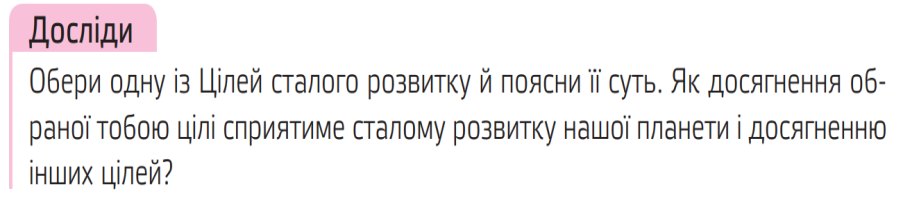 Досліди
Обери одну із Цілей сталого розвитку й поясни її суть. Як досягнення об-
раної тобою цілі сприятиме сталому розвитку нашої планети і досягненню
інших цілей?